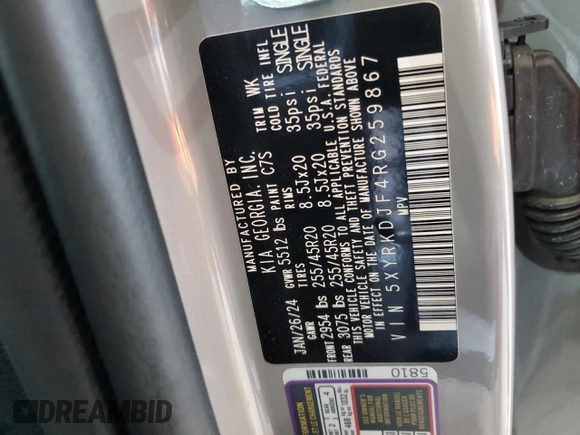 MANUFACTURED BY
KIA GEORGIA, INC.
JAN/26/24 GVWR 5512 lbs PAINT C7S TRIM WK
GAWR TIRES RIMS COLD TIRE INFL
FRONT 2954 lbs 255/45R20 8.5Jx20 35psi SINGLE
REAR 3075 lbs 255/45R20 8.5Jx20 35psi SINGLE
THIS VEHICLE CONFORMS TO ALL APPLICABLE U.S.A. FEDERAL
MOTOR VEHICLE SAFETY AND THEFT PREVENTION STANDARDS
IN EFFECT ON THE DATE OF MANUFACTURE SHOWN ABOVE
VIN 5XYRKDJF4RG259867
MPV
5810
DREAMBID